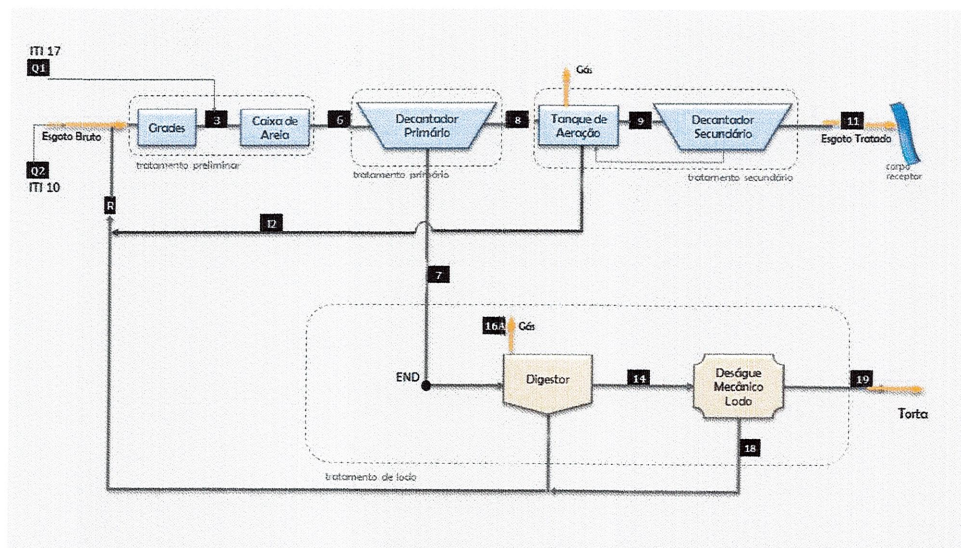 ITI 17
Q1
Esgoto Bruto
Q2
ITI 10
Grades
3
Caixa de
Areia
tratamento preliminar
6
Decantador
Primário
tratamento primário
8
Gás
Tanque de
Aeração
9
Decantador
Secundário
tratamento secundário
11
Esgoto Tratado
corpo
receptor
R
12
7
END
16A
Gás
Digestor
14
Deságue
Mecânico
Lodo
19
Torta
18
tratamento de lodo